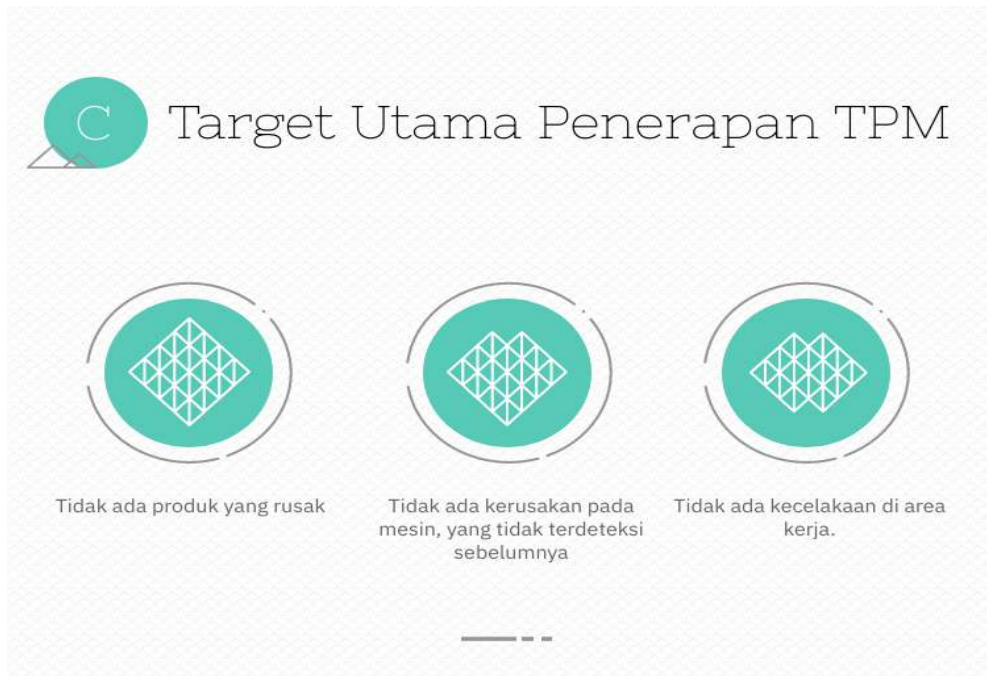 C
Target Utama Penerapan TPM
Tidak ada produk yang rusak
Tidak ada kerusakan pada
mesin, yang tidak terdeteksi
sebelumnya
Tidak ada kecelakaan di area
kerja.